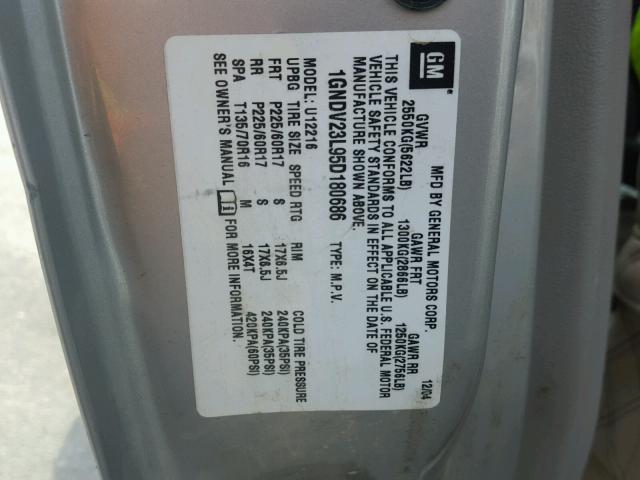 GM
MFD BY GENERAL MOTORS CORP. 12/04
GVWR GAWR FRT GAWR RR
2550KG(5622LB) 1300KG(2866LB) 1250KG(2756LB)
THIS VEHICLE CONFORMS TO ALL APPLICABLE U.S. FEDERAL MOTOR
VEHICLE SAFETY STANDARDS IN EFFECT ON THE DATE OF
MANUFACTURE SHOWN ABOVE.
1GNDV23L95D180686 TYPE: M.P.V.
MODEL: U12216
UPBG TIRE SIZE SPEED RTG RIM COLD TIRE PRESSURE
FRT P225/60R17 S 17X6.5J 240KPA(35PSI)
RR P225/60R17 S 17X6.5J 240KPA(35PSI)
SPA T135/70R16 M 16X4T 420KPA(60PSI)
SEE OWNER'S MANUAL FOR MORE INFORMATION.